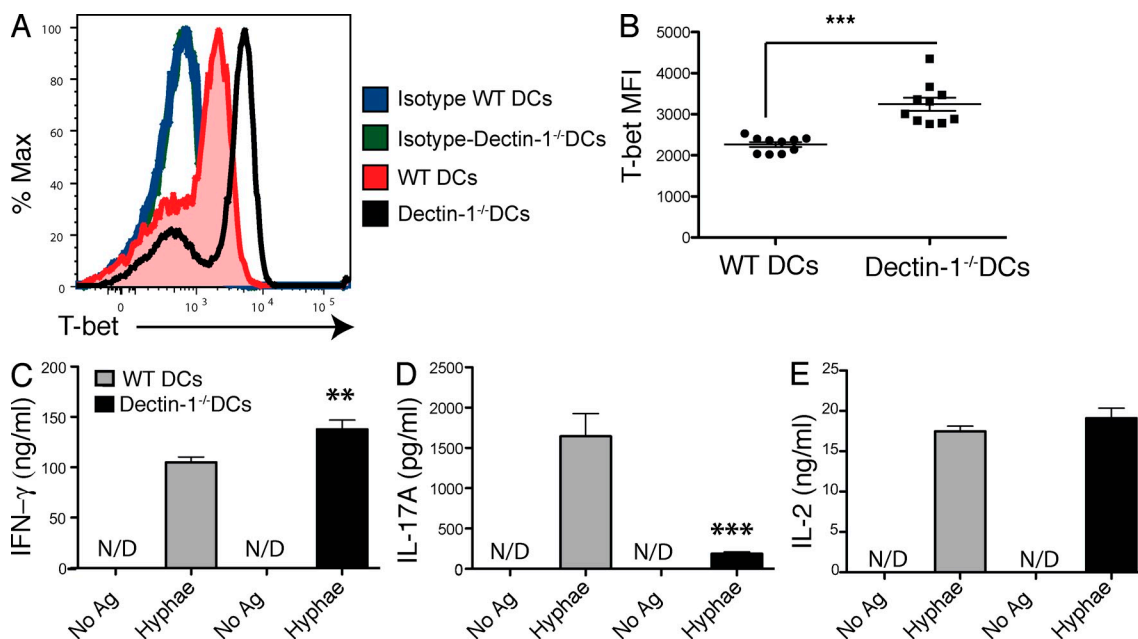 A
% Max
100
80
60
40
20
0
0
10 3
10 4
10 5
T-bet
Isotype WT DCs
Isotype-Dectin-1-/-DCs
WT DCs
Dectin-1-/-DCs
B
***
T-bet MFI
5000
4000
3000
2000
1000
0
WT DCs
Dectin-1-/-DCs
C
IFN–γ (ng/ml)
200
150
100
50
0
WT DCs
Dectin-1-/-DCs
**
N/D
N/D
No Ag
Hyphae
No Ag
Hyphae
D
IL-17A (pg/ml)
2500
2000
1500
1000
500
0
***
N/D
N/D
No Ag
Hyphae
No Ag
Hyphae
E
IL-2 (ng/ml)
25
20
15
10
5
0
N/D
N/D
No Ag
Hyphae
No Ag
Hyphae